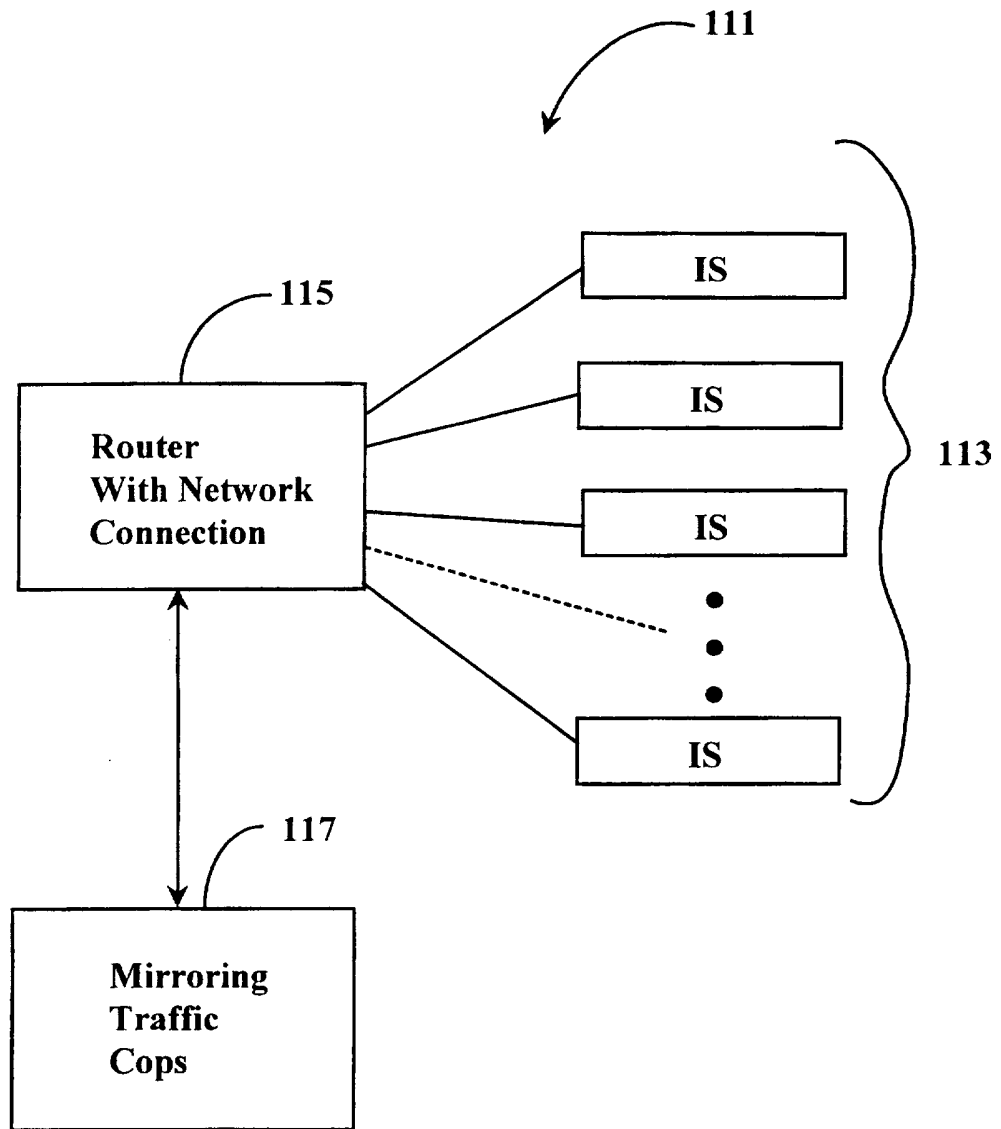 111
115
IS
Router
With Network
Connection
IS
113
IS
IS
117
Mirroring
Traffic
Cops